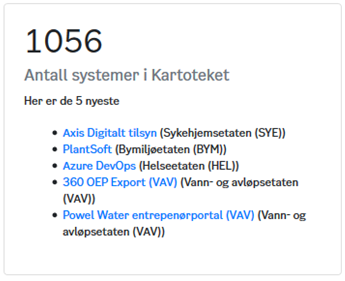 1056
Antall systemer i Kartoteket
Her er de 5 nyeste
• Axis Digitalt tilsyn (Sykehjemsetaten (SYE))
• PlantSoft (Bymiljøetaten (BYM))
• Azure DevOps (Helseetaten (HEL))
• 360 OEP Export (VAV) (Vann- og avløpsetaten
(VAV))
• Powel Water entrepenørportal (VAV) (Vann- og
avløpsetaten (VAV))